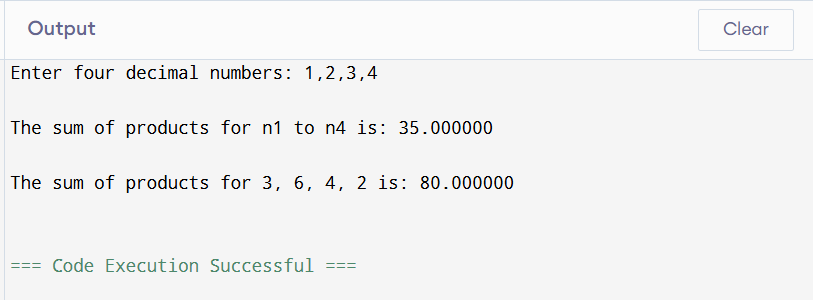 Output
Clear
Enter four decimal numbers: 1,2,3,4
The sum of products for n1 to n4 is: 35.000000
The sum of products for 3, 6, 4, 2 is: 80.000000
=== Code Execution Successful ===